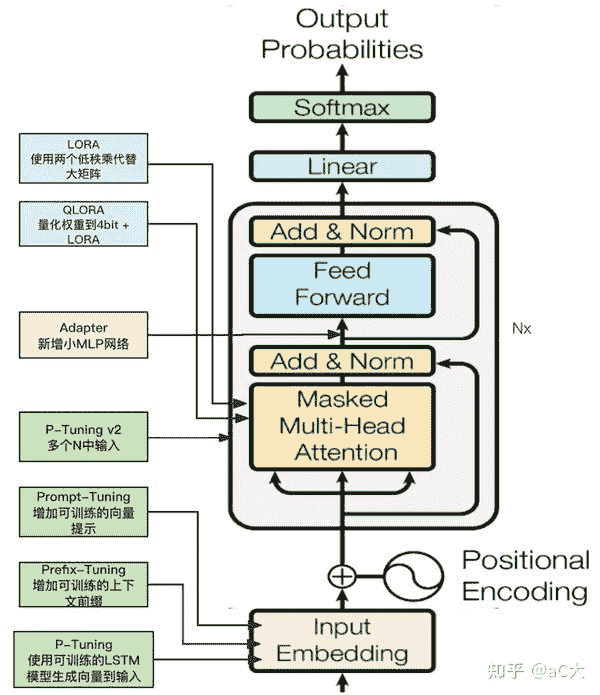 Output
Probabilities
Softmax
Linear
Add & Norm
Feed
Forward
Nx
Add & Norm
Masked
Multi-Head
Attention
Positional
Encoding
Input
Embedding
LORA
使用两个低秩乘代替
大矩阵
QLORA
量化权重到4bit +
LORA
Adapter
新增小MLP网络
P-Tuning v2
多个N中输入
Prompt-Tuning
增加可训练的向量
提示
Prefix-Tuning
增加可训练的上下
文前缀
P-Tuning
使用可训练的LSTM
模型生成向量到输入
知乎 @aC大